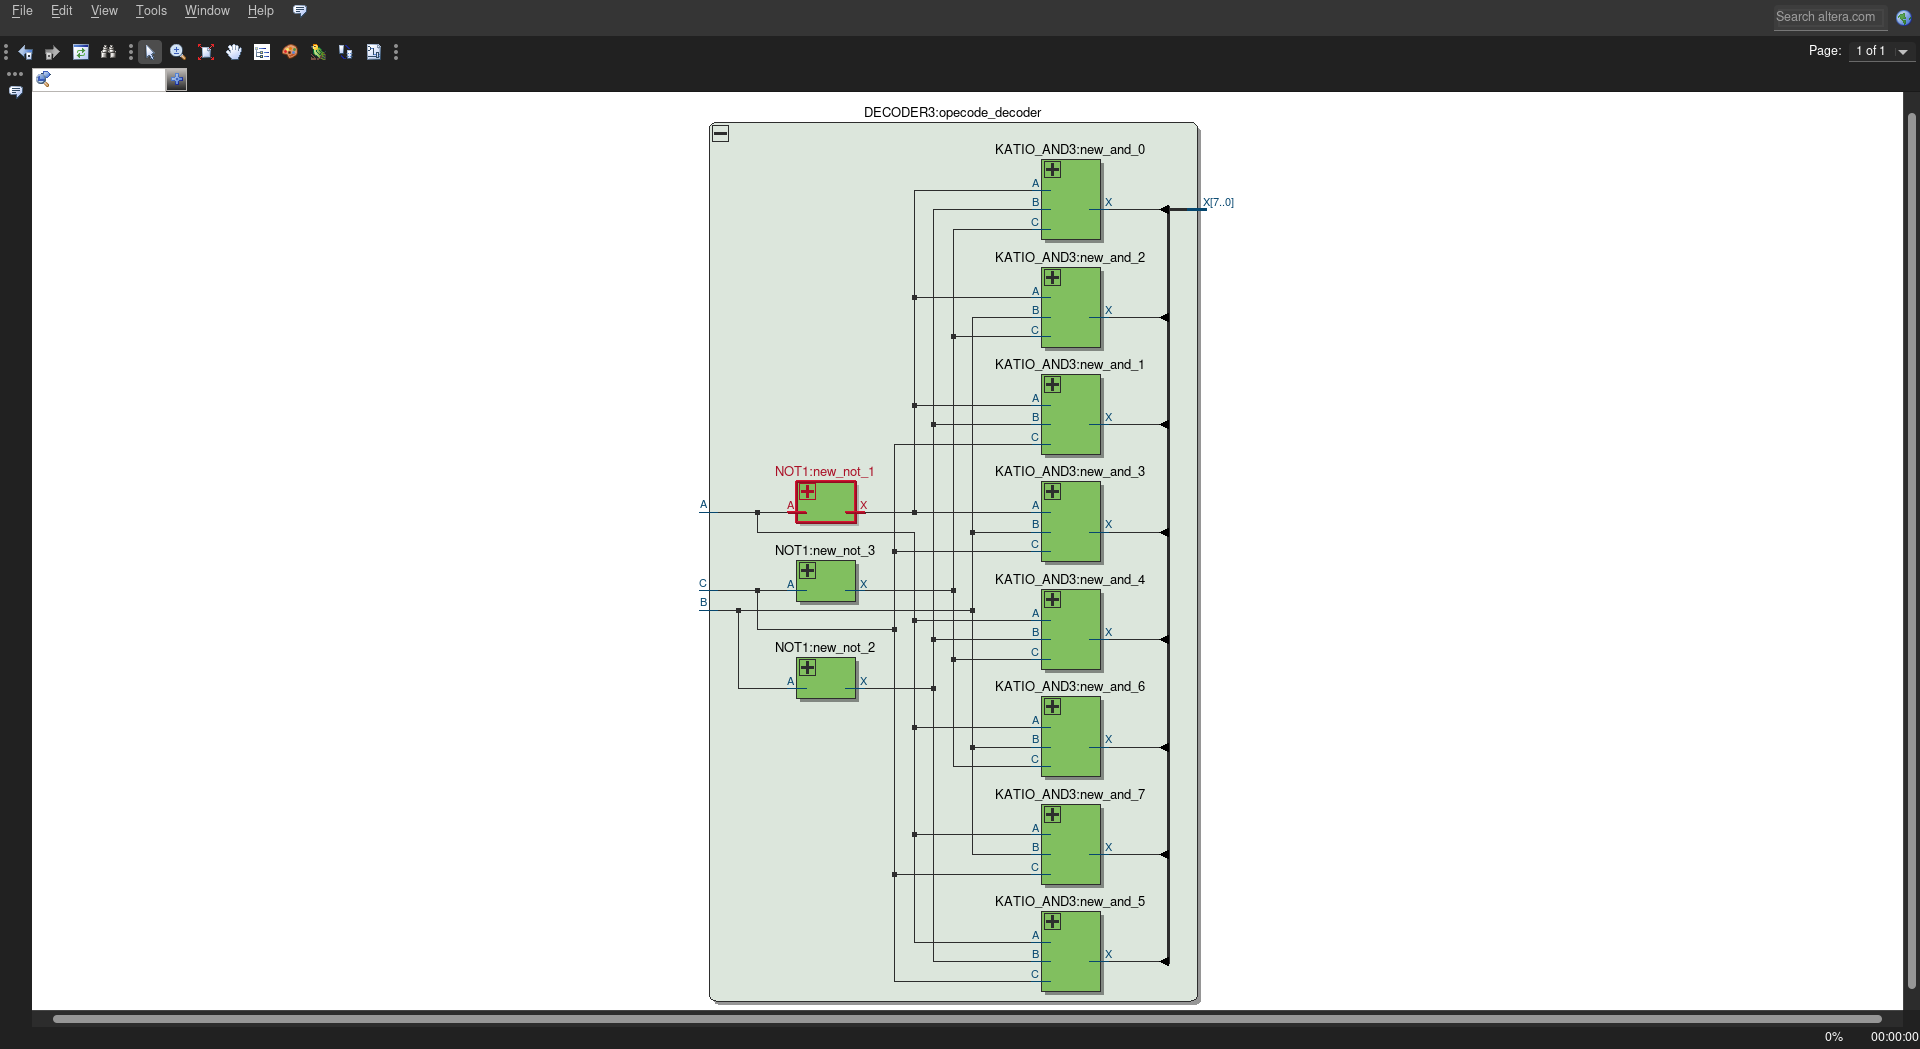 File Edit View Tools Window Help
Search altera.com
Page: 1 of 1
DECODER3:opecode_decoder
KATIO_AND3:new_and_0
A
B X
C
X[7..0]
KATIO_AND3:new_and_2
A
B X
C
KATIO_AND3:new_and_1
A
B X
C
NOT1:new_not_1
A A X
KATIO_AND3:new_and_3
A
B X
C
NOT1:new_not_3
C A X
B
KATIO_AND3:new_and_4
A
B X
C
NOT1:new_not_2
A X
KATIO_AND3:new_and_6
A
B X
C
KATIO_AND3:new_and_7
A
B X
C
KATIO_AND3:new_and_5
A
B X
C
0% 00:00:00